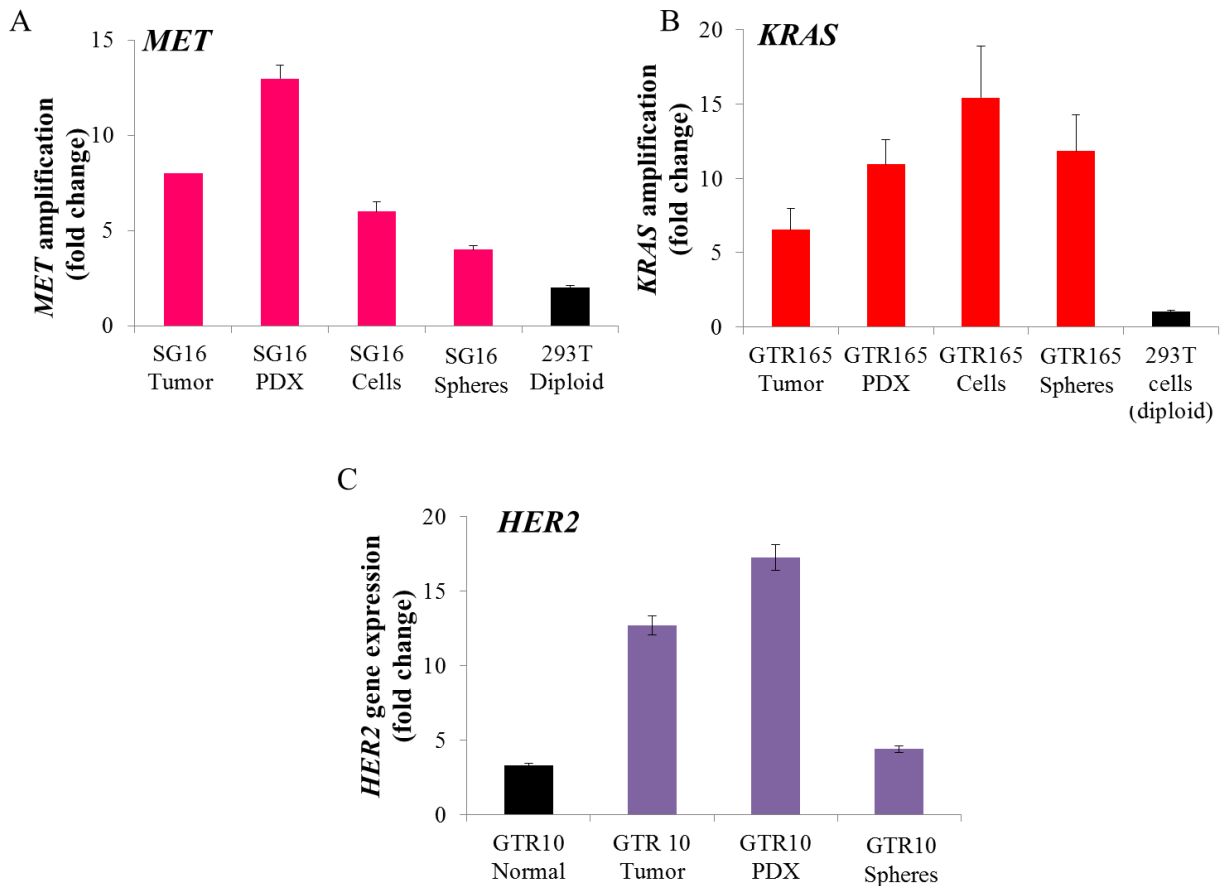 A
MET
MET amplification
(fold change)
15
10
5
0
SG16
Tumor
SG16
PDX
SG16
Cells
SG16
Spheres
293T
Diploid
B
KRAS
KRAS amplification
(fold change)
20
15
10
5
0
GTR165
Tumor
GTR165
PDX
GTR165
Cells
GTR165
Spheres
293T
cells
(diploid)
C
HER2
HER2 gene expression
(fold change)
20
15
10
5
0
GTR10
Normal
GTR 10
Tumor
GTR10
PDX
GTR10
Spheres